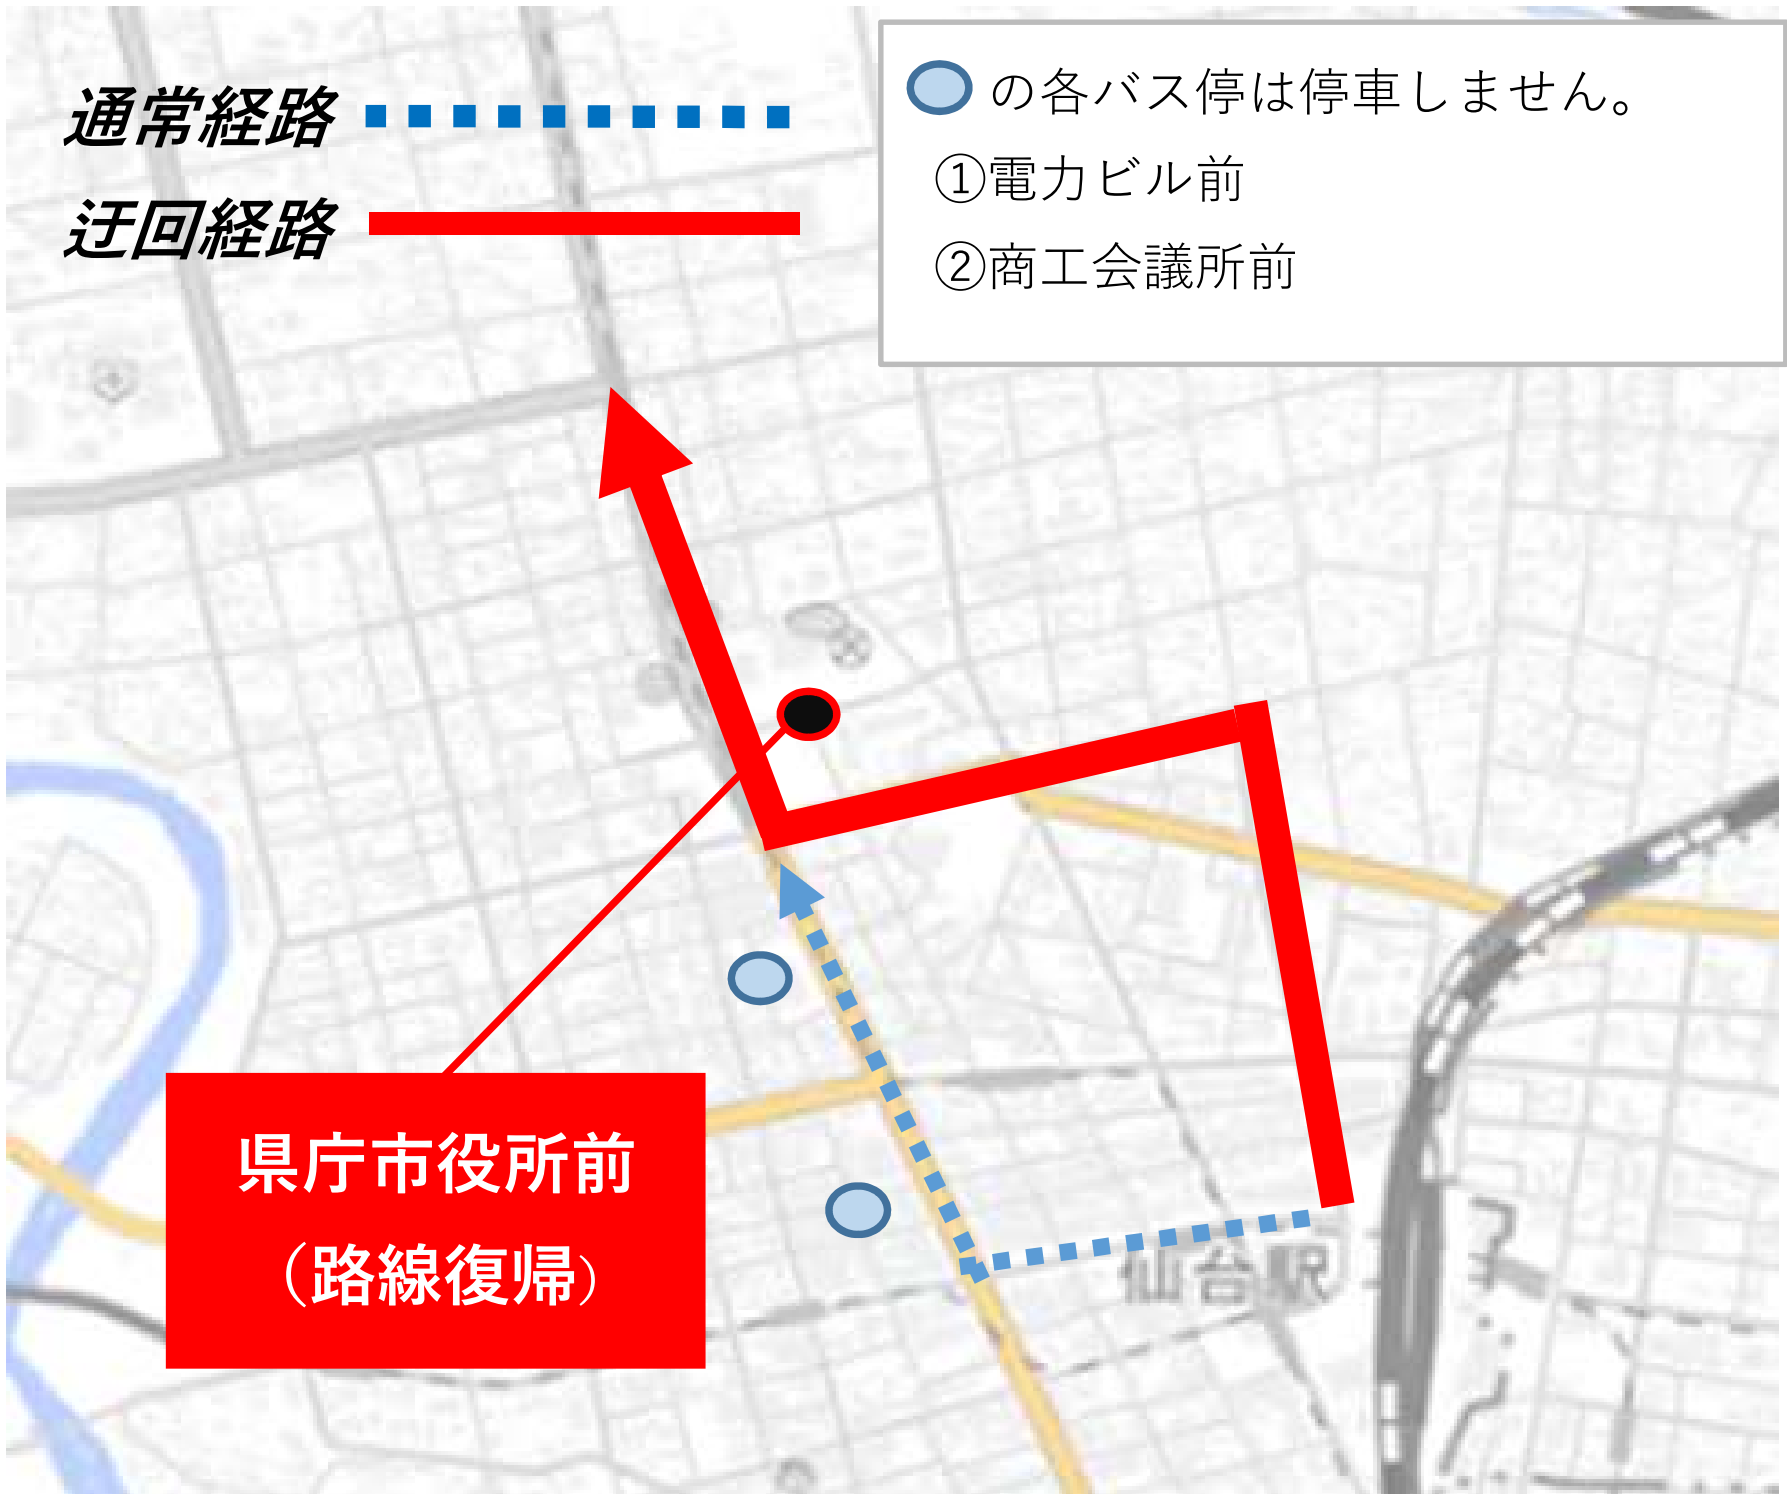 通常経路
迂回経路
の各バス停は停車しません。
①電力ビル前
②商工会議所前
県庁市役所前
（路線復帰）
仙台駅